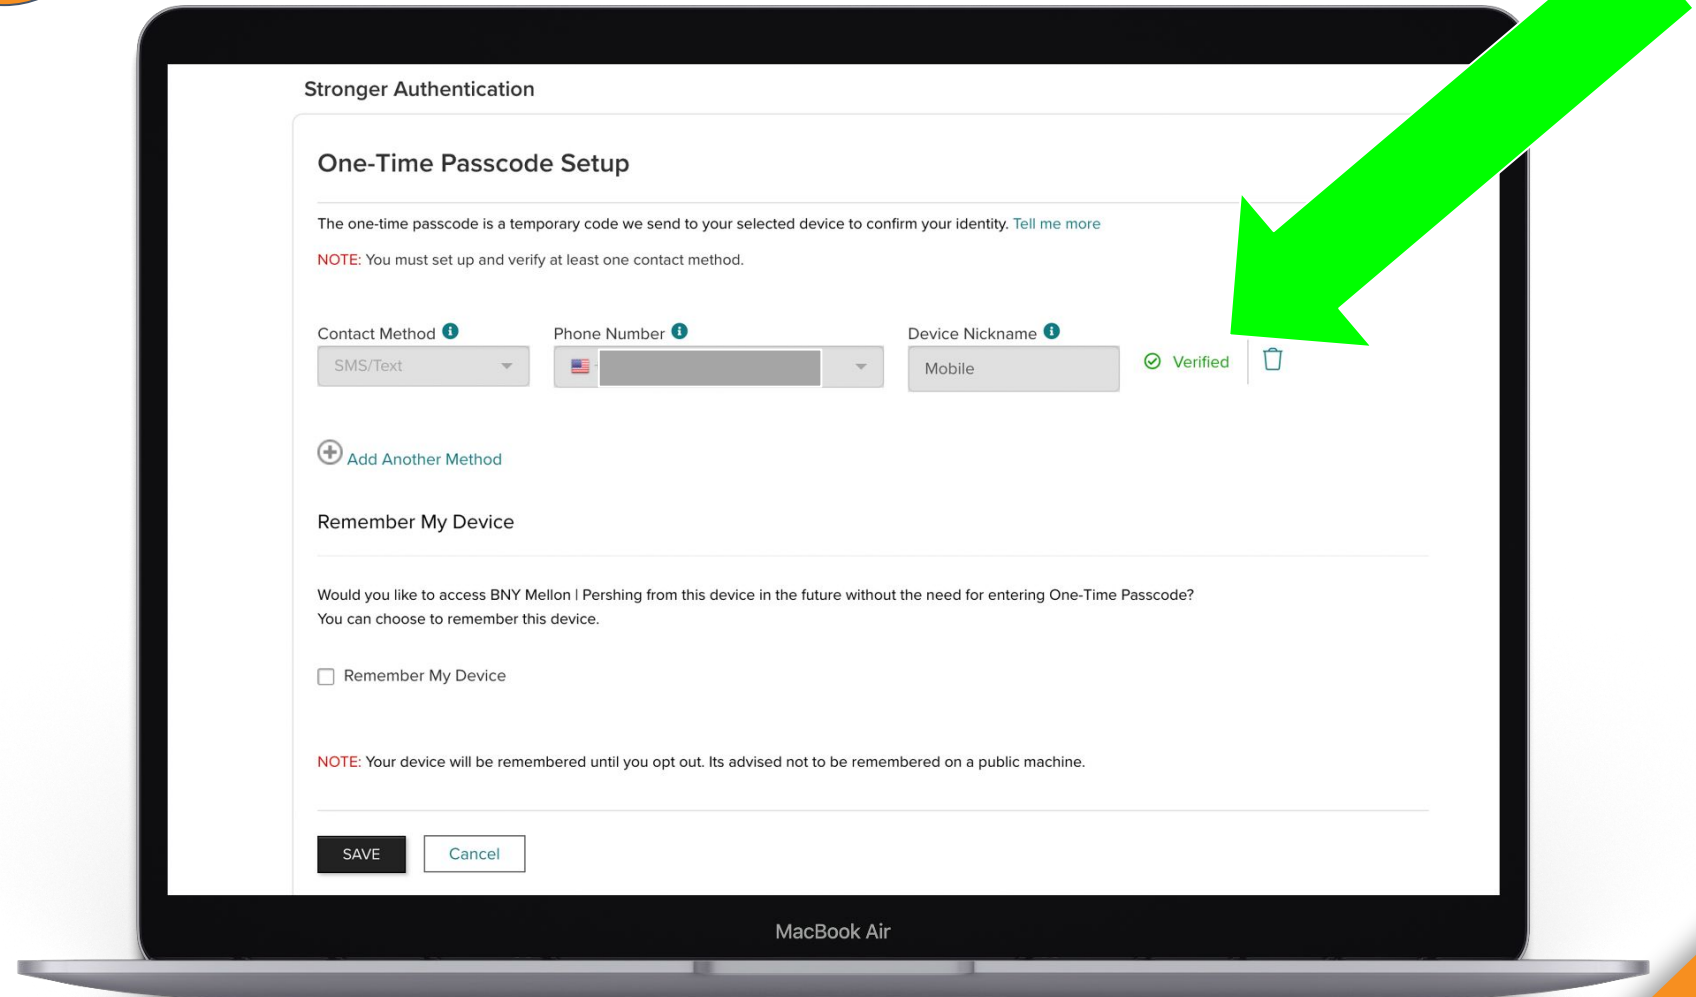 Stronger Authentication
One-Time Passcode Setup
The one-time passcode is a temporary code we send to your selected device to confirm your identity. Tell me more
NOTE: You must set up and verify at least one contact method.
Contact Method Phone Number Device Nickname
SMS/Text Mobile Verified
Add Another Method
Remember My Device
Would you like to access BNY Mellon | Pershing from this device in the future without the need for entering One-Time Passcode?
You can choose to remember this device.
Remember My Device
NOTE: Your device will be remembered until you opt out. Its advised not to be remembered on a public machine.
SAVE Cancel
MacBook Air